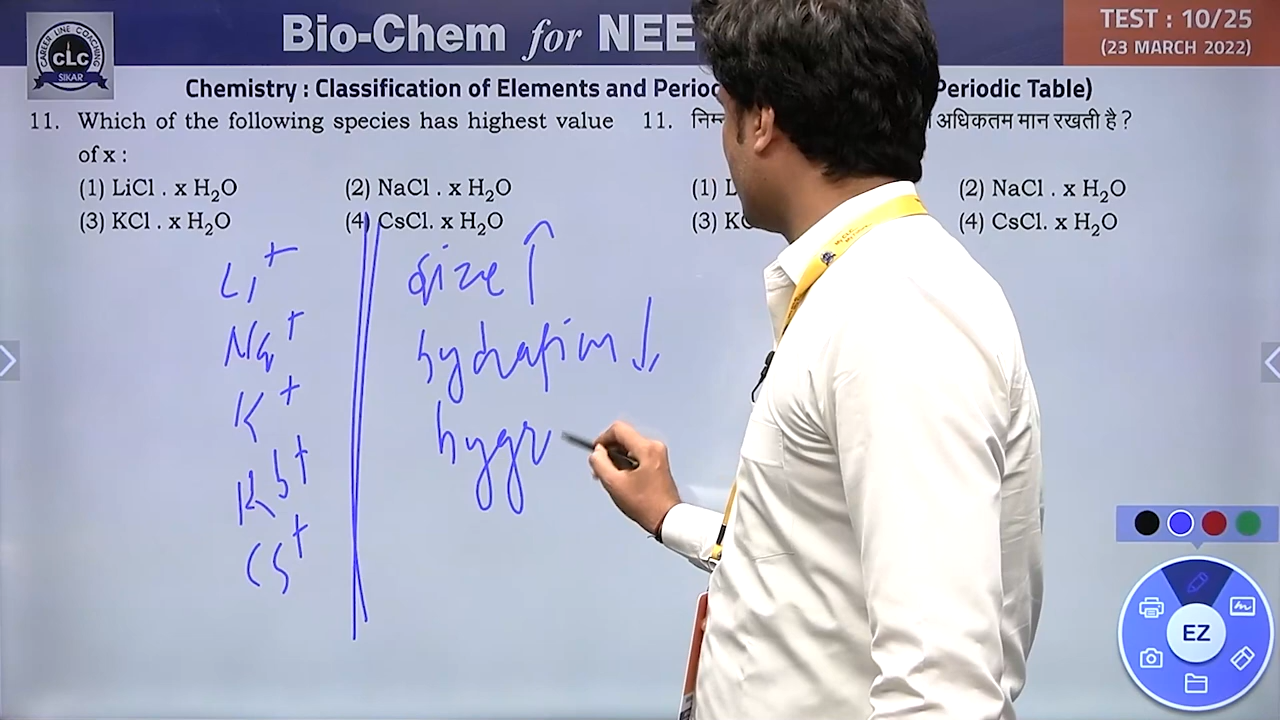 CAREER LINE COACHING
CLC
SIKAR
Bio-Chem for NEE
TEST : 10/25
(23 MARCH 2022)
Chemistry : Classification of Elements and Perio
Periodic Table)
11. Which of the following species has highest value
of x :
(1) LiCl . x H₂O (2) NaCl . x H₂O
(3) KCl . x H₂O (4) CsCl. x H₂O
11. निम्
अधिकतम मान रखती है ?
(1) L (2) NaCl . x H₂O
(3) KC (4) CsCl. x H₂O
Li⁺
Na⁺
K⁺
Rb⁺
Cs⁺
size ↑
hydration ↓
hygr
EZ